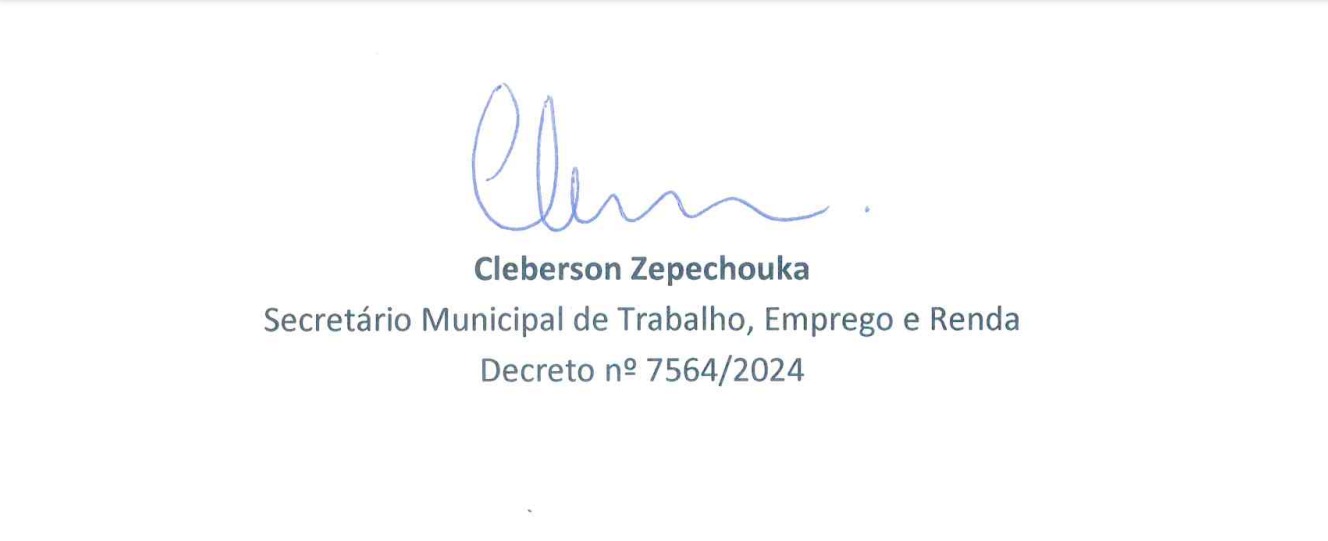 Cleberson Zepechouka
Secretário Municipal de Trabalho, Emprego e Renda
Decreto nº 7564/2024